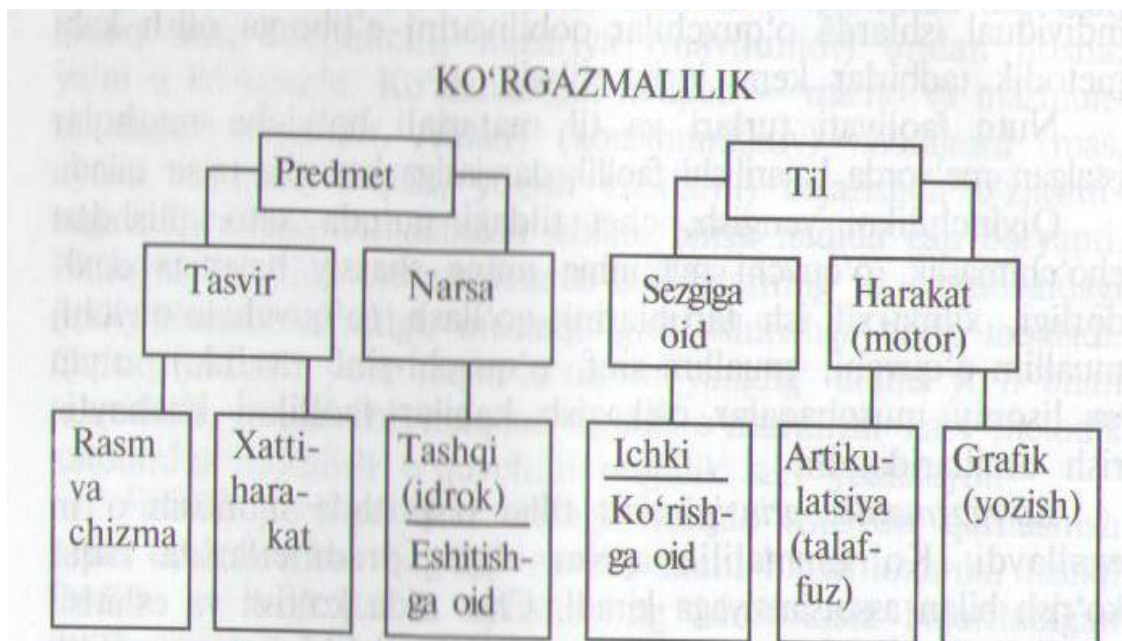 KO‘RGAZMALILIK
Predmet
Til
Tasvir
Narsa
Sezgiga
oid
Harakat
(motor)
Rasm
va
chizma
Xatti-
hara-
kat
Tashqi
(idrok)
Eshitish-
ga oid
Ichki
Ko‘rish-
ga oid
Artiku-
latsiya
(talaf-
fuz)
Grafik
(yozish)